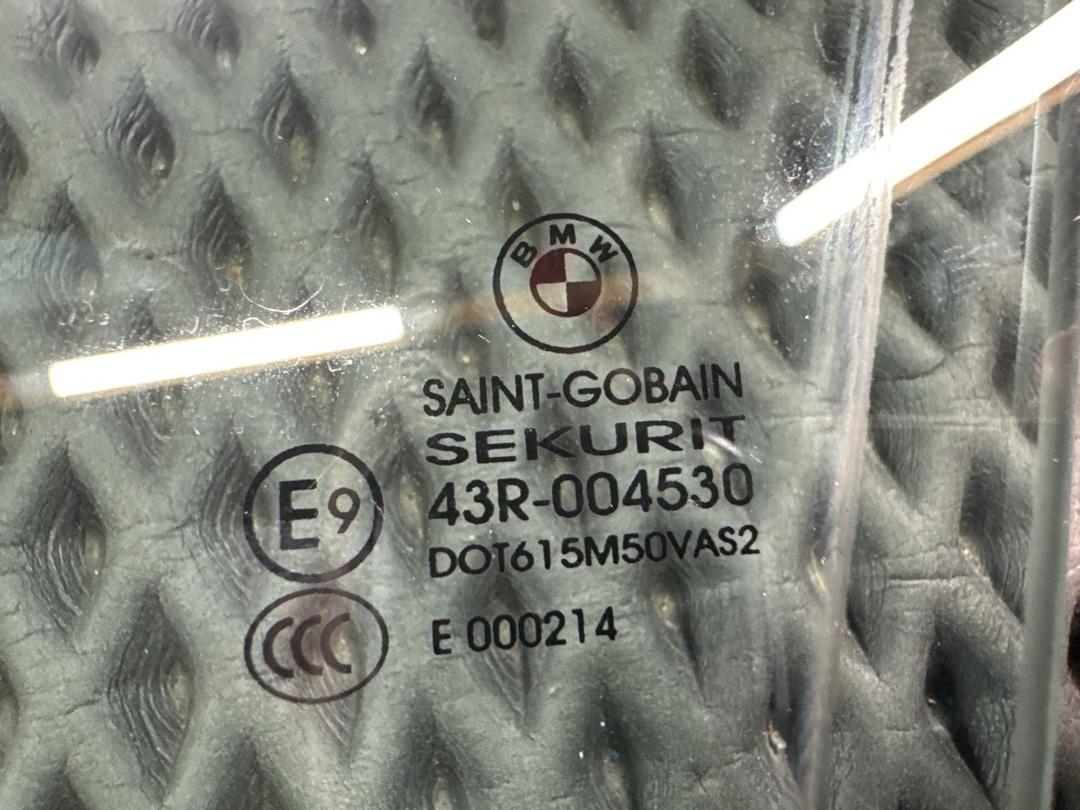 BMW
SAINT-GOBAIN
SEKURIT
E9
43R-004530
DOT615M50VAS2
CCC
E 000214